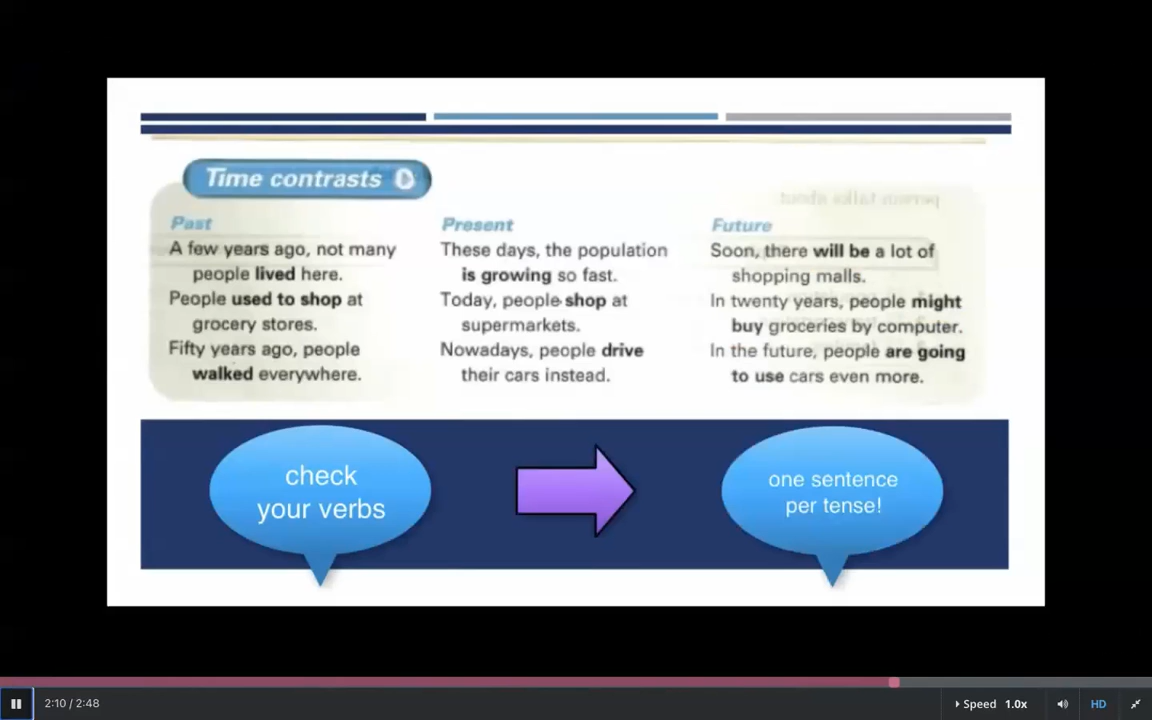 Time contrasts
Past
A few years ago, not many
people lived here.
People used to shop at
grocery stores.
Fifty years ago, people
walked everywhere.
Present
These days, the population
is growing so fast.
Today, people shop at
supermarkets.
Nowadays, people drive
their cars instead.
person talks about
Future
Soon, there will be a lot of
shopping malls.
In twenty years, people might
buy groceries by computer.
In the future, people are going
to use cars even more.
check
your verbs
one sentence
per tense!
2:10 / 2:48
Speed 1.0x
HD